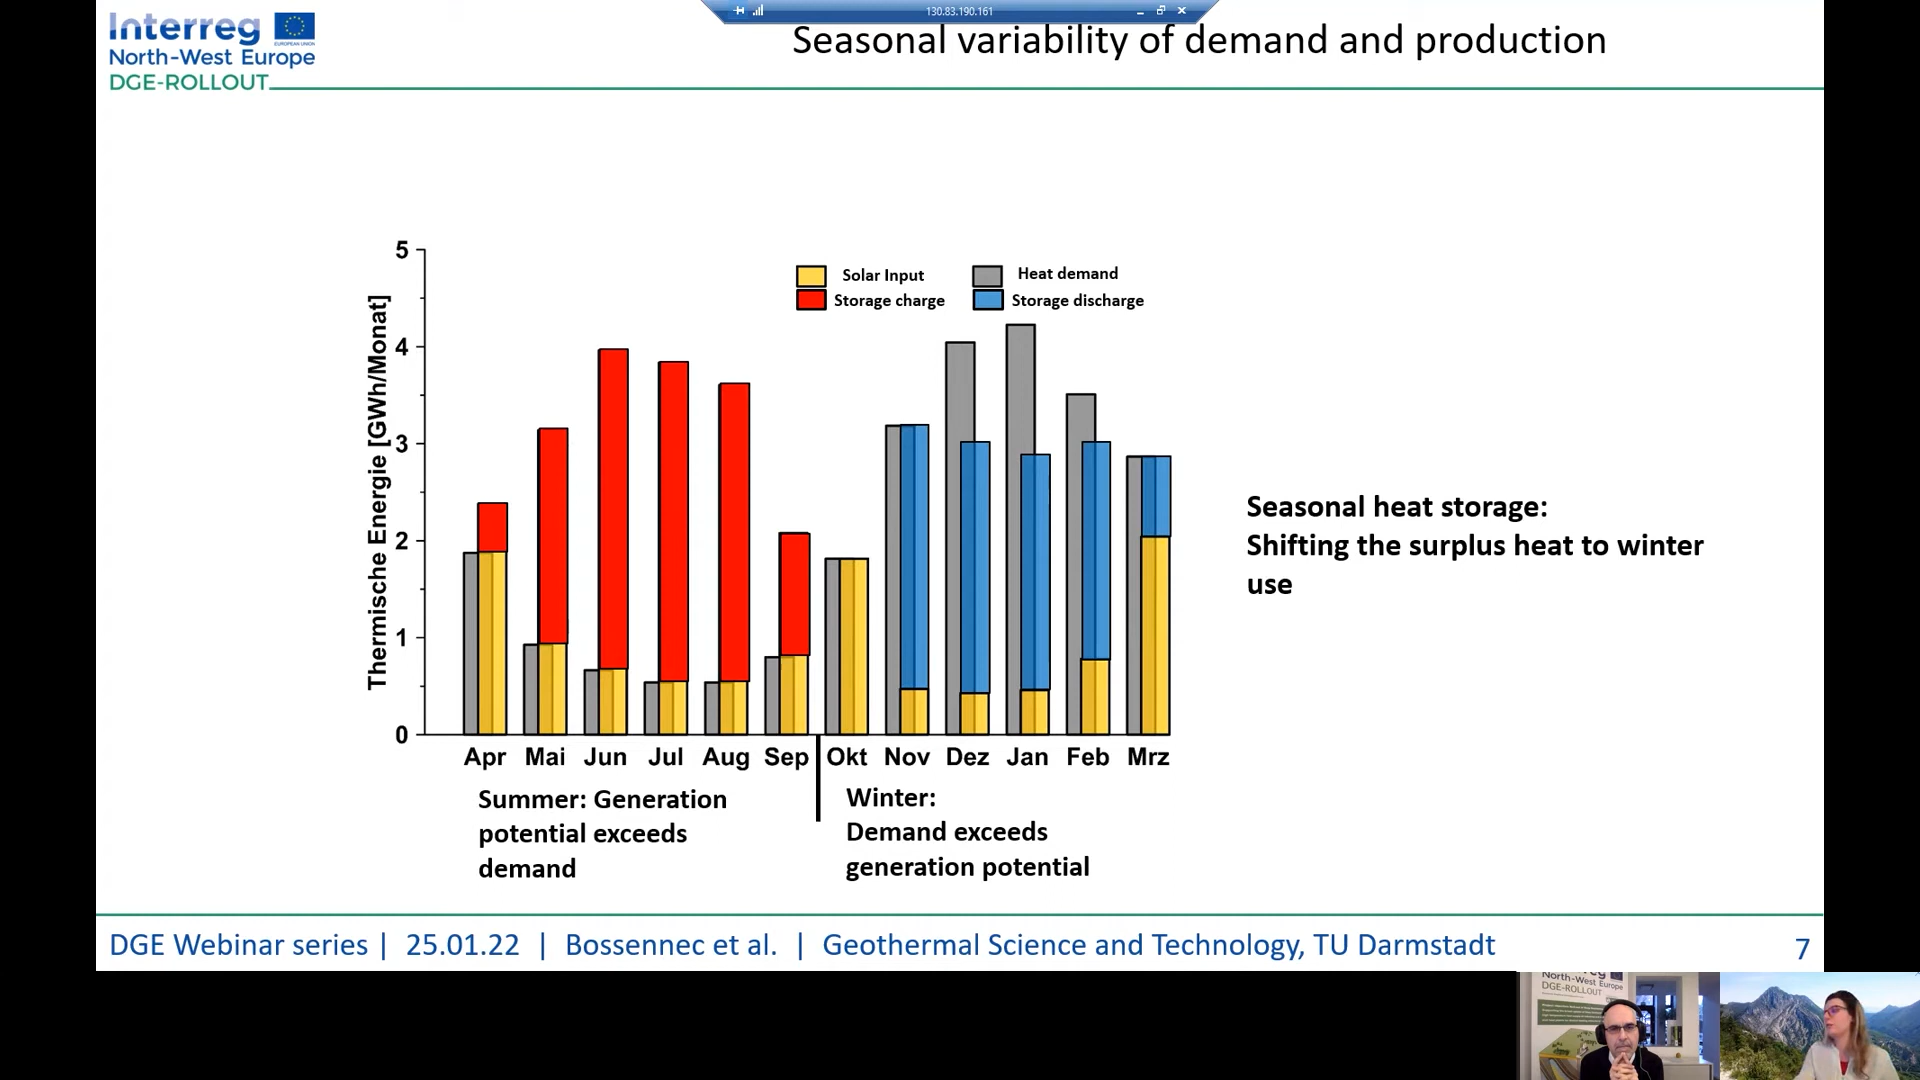 130.83.190.161
Interreg
EUROPEAN UNION
North-West Europe
DGE-ROLLOUT
Seasonal variability of demand and production
Thermische Energie [GWh/Monat]
5
4
3
2
1
0
Solar Input
Heat demand
Storage charge
Storage discharge
Apr Mai Jun Jul Aug Sep Okt Nov Dez Jan Feb Mrz
Summer: Generation
potential exceeds
demand
Winter:
Demand exceeds
generation potential
Seasonal heat storage:
Shifting the surplus heat to winter
use
DGE Webinar series | 25.01.22 | Bossennec et al. | Geothermal Science and Technology, TU Darmstadt
7
North-West Europe
DGE-ROLLOUT